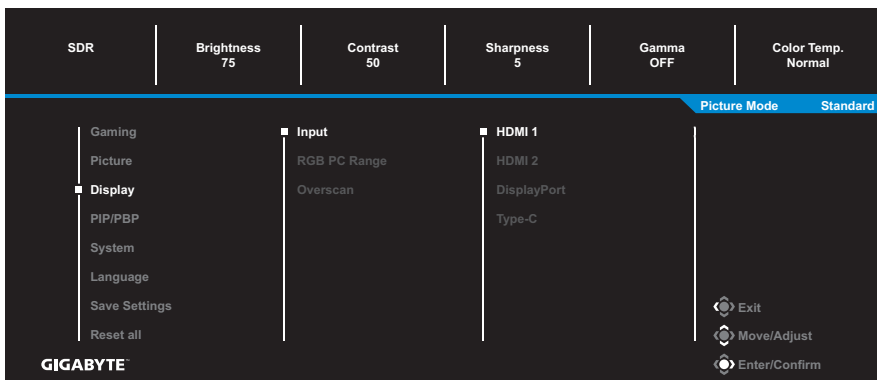 SDR Brightness Contrast Sharpness Gamma Color Temp.
75 50 5 OFF Normal
Picture Mode Standard
Gaming Input HDMI 1
Picture RGB PC Range HDMI 2
Display Overscan DisplayPort
PIP/PBP Type-C
System
Language
Save Settings Exit
Reset all Move/Adjust
GIGABYTE™ Enter/Confirm